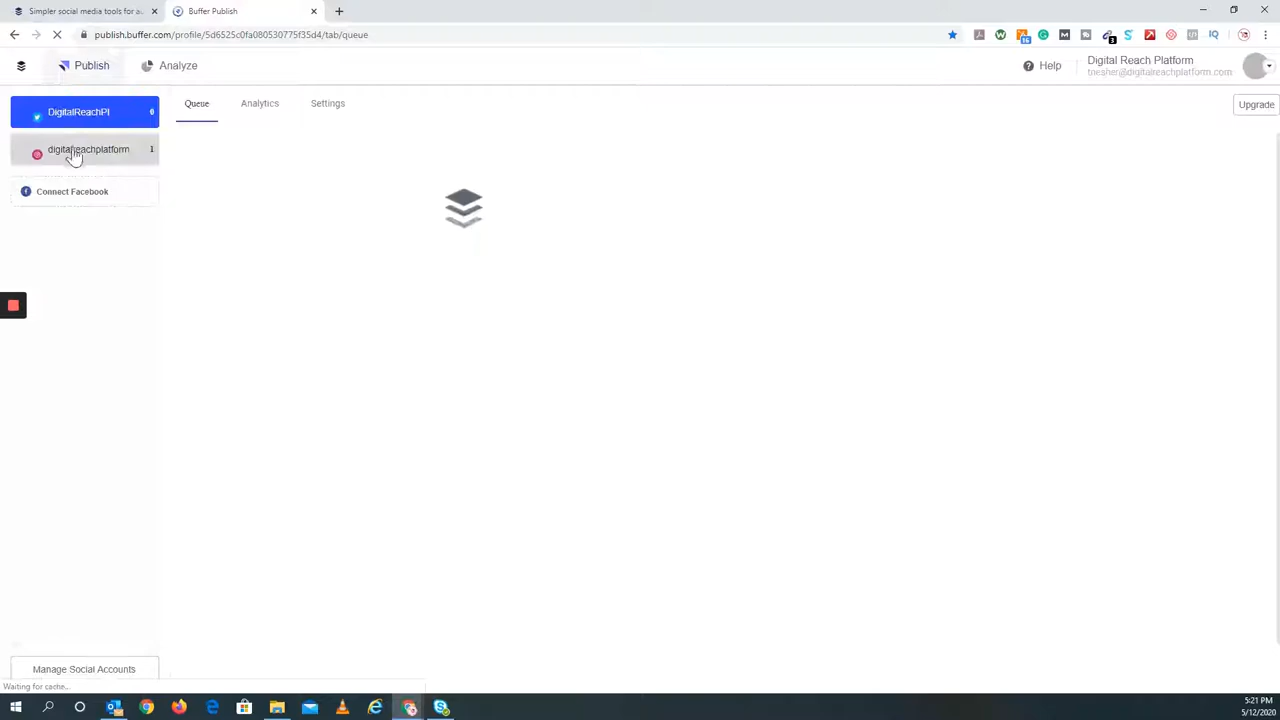 Simpler social media tools for a
Buffer Publish
publish.buffer.com/profile/5d6525c0fa080530775f35d4/tab/queue
Publish
Analyze
Help
Digital Reach Platform
DigitalReachPl
0
Queue
Analytics
Settings
Upgrade
digitalreachplatform
1
Connect Facebook
Manage Social Accounts
Waiting for cache...
5:21 PM
5/12/2020